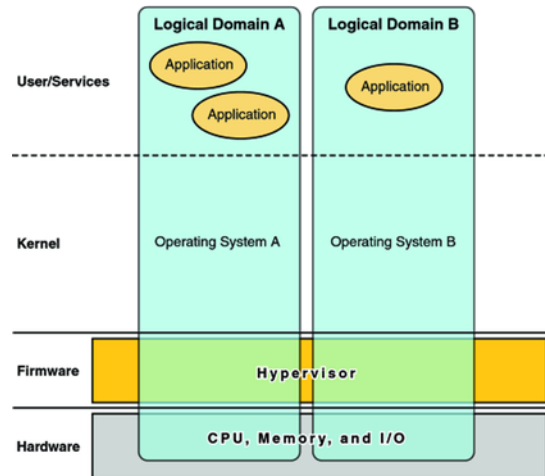 Logical Domain A
Logical Domain B
Application
User/Services
Application
Application
Kernel
Operating System A
Operating System B
Firmware
Hypervisor
Hardware
CPU, Memory, and I/O